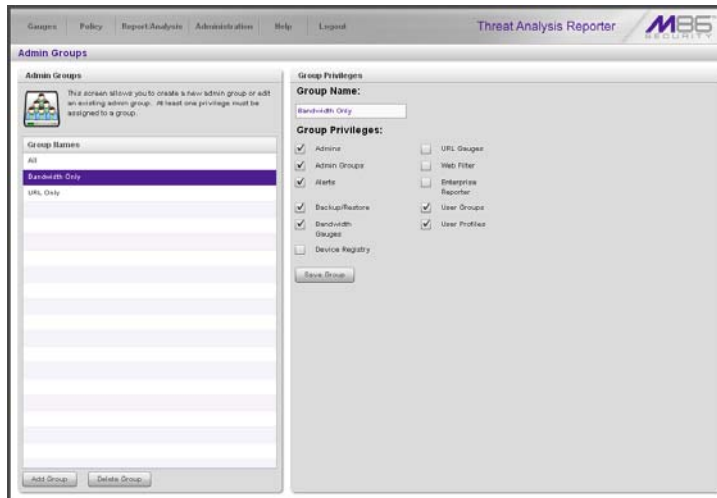 Gauges Policy Report/Analysis Administration Help Logout
Threat Analysis Reporter
M86
SECURITY
Admin Groups
Admin Groups
This screen allows you to create a new admin group or edit
an existing admin group. At least one privilege must be
assigned to a group.
Group Names
All
Bandwidth Only
URL Only
Add Group Delete Group
Group Privileges
Group Name:
Bandwidth Only
Group Privileges:
Admins
Admin Groups
Alerts
Backup/Restore
Bandwidth
Gauges
Device Registry
URL Gauges
Web Filter
Enterprise
Reporter
User Groups
User Profiles
Save Group